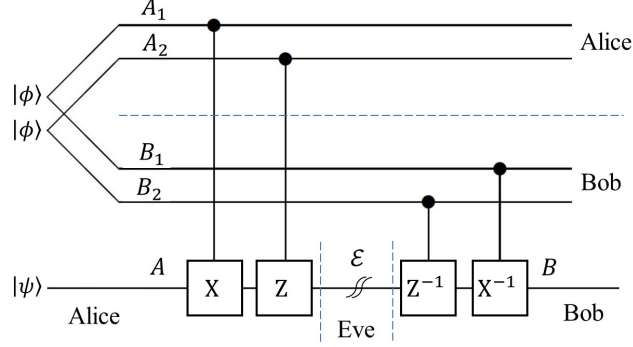 A₁
Alice
A₂
|ϕ⟩
|ϕ⟩
B₁
Bob
B₂
|ψ⟩ A X Z ℰ Z⁻¹ X⁻¹ B
Alice Eve Bob